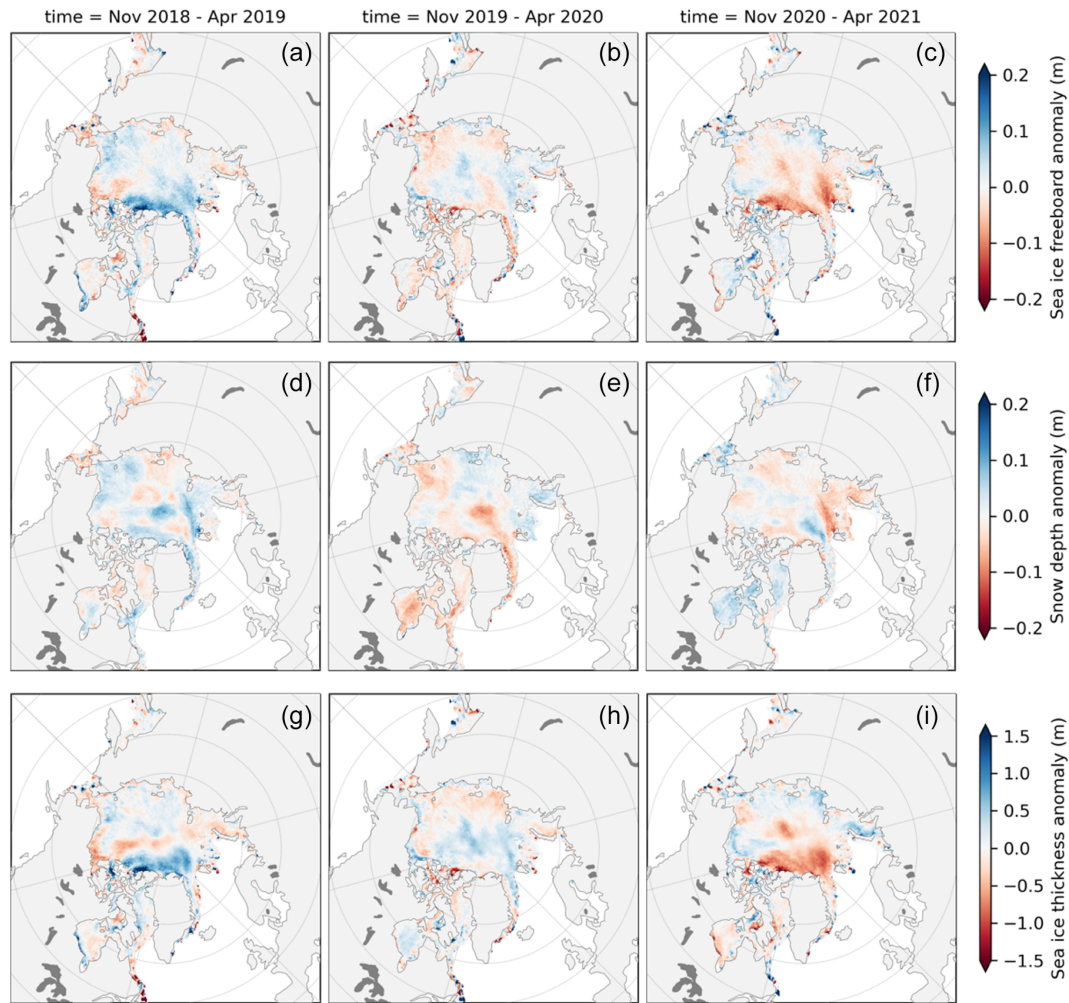 time = Nov 2018 - Apr 2019
time = Nov 2019 - Apr 2020
time = Nov 2020 - Apr 2021
(a)
(b)
(c)
0.2
0.1
0.0
−0.1
−0.2
Sea ice freeboard anomaly (m)
(d)
(e)
(f)
0.2
0.1
0.0
−0.1
−0.2
Snow depth anomaly (m)
(g)
(h)
(i)
1.5
1.0
0.5
0.0
−0.5
−1.0
−1.5
Sea ice thickness anomaly (m)